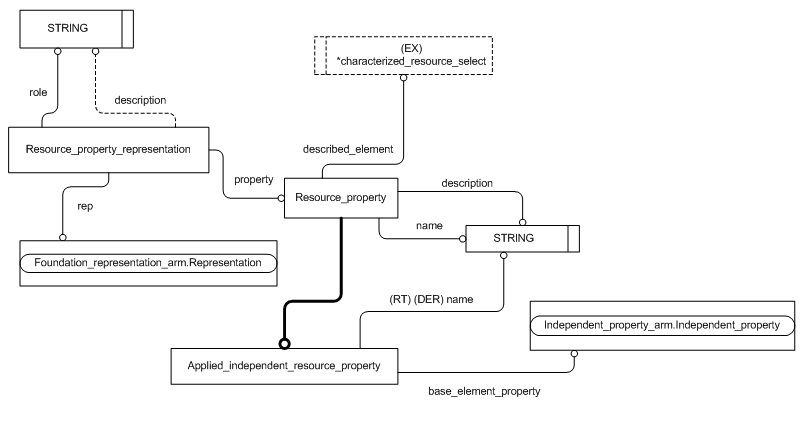 STRING
(EX)
*characterized_resource_select
role
description
Resource_property_representation
described_element
property
description
Resource_property
rep
name
STRING
Foundation_representation_arm.Representation
(RT) (DER) name
Independent_property_arm.Independent_property
Applied_independent_resource_property
base_element_property